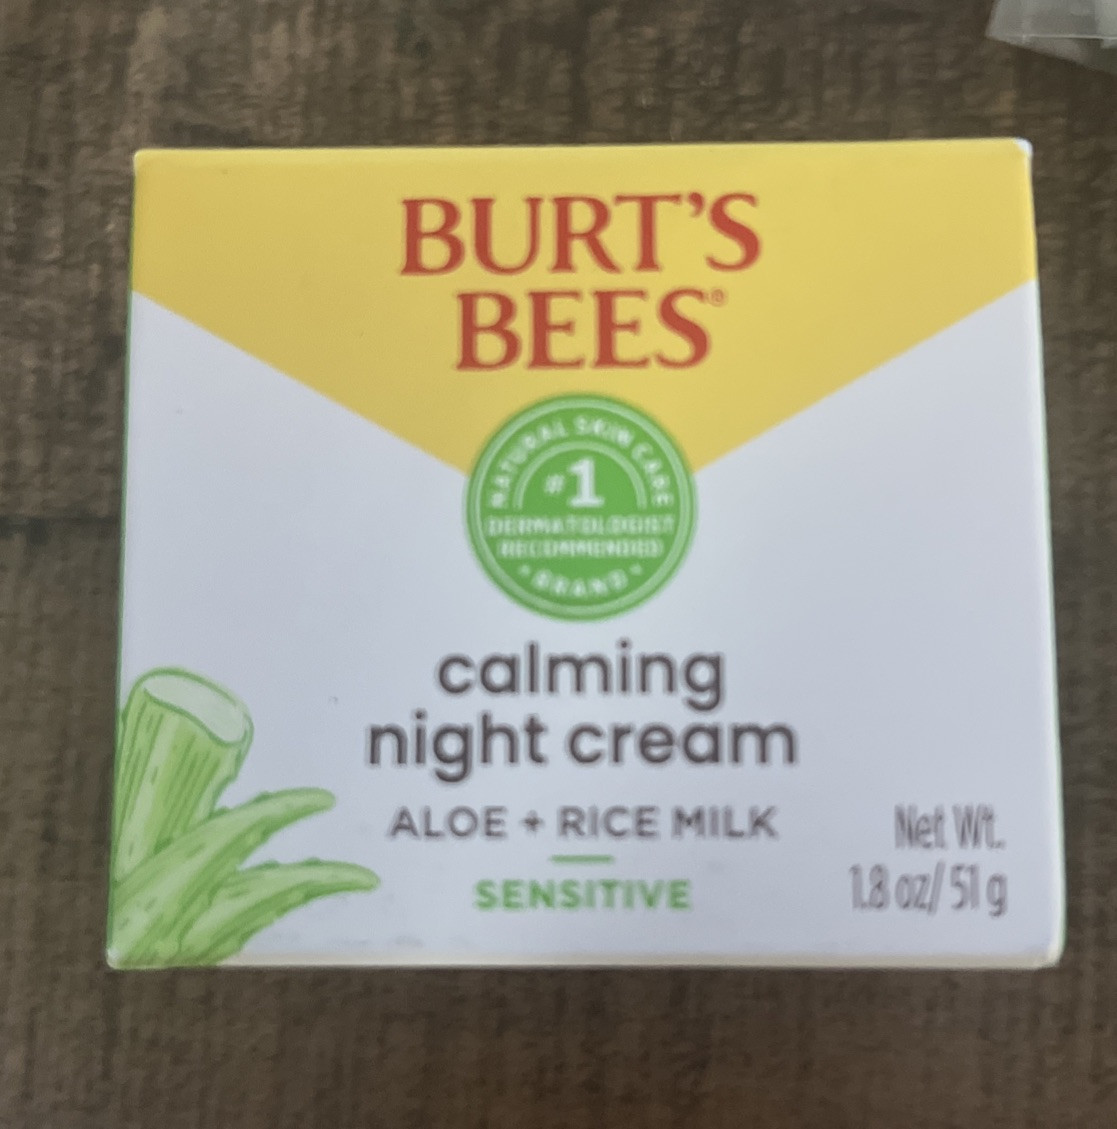 BURT'S
BEES®
NATURAL SKIN CARE
#1
DERMATOLOGIST
RECOMMENDED
• BRAND •
calming
night cream
ALOE + RICE MILK
SENSITIVE
Net Wt.
1.8 oz/ 51 g